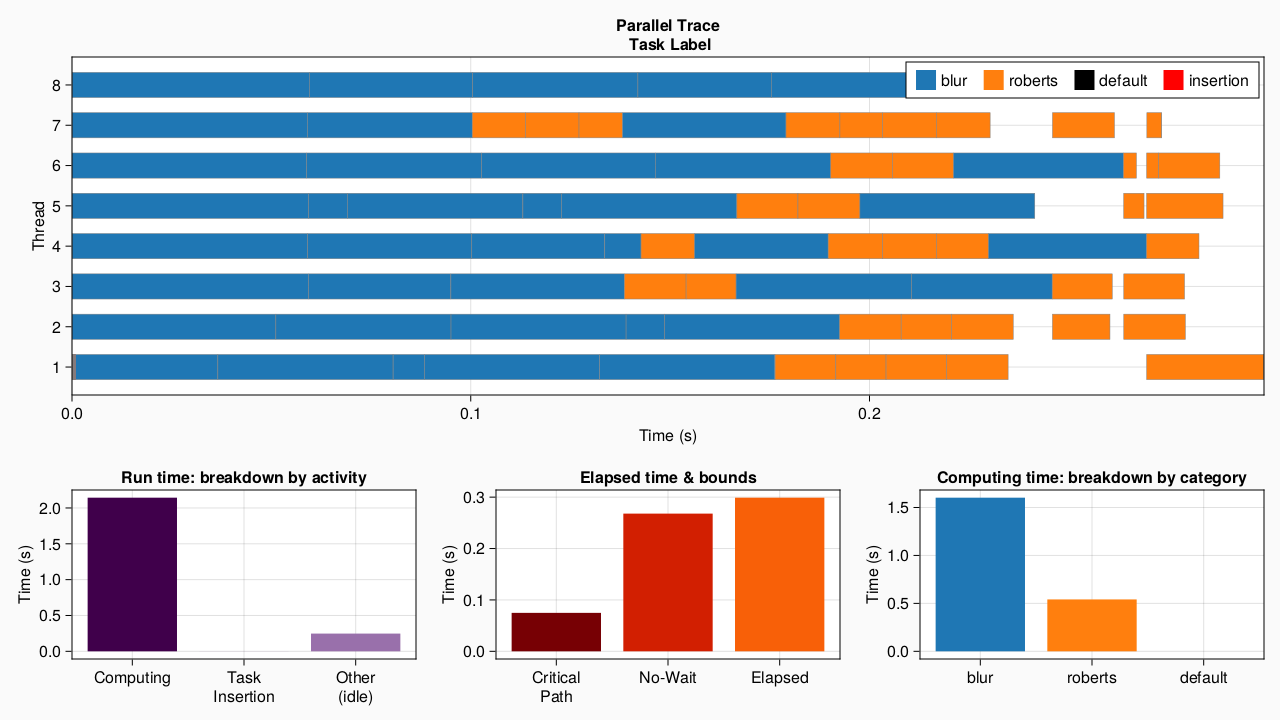 Parallel Trace
Task Label
blur roberts default insertion
8
7
6
5
4
3
2
1
Thread
0.0 0.1 0.2
Time (s)
Run time: breakdown by activity
2.0
1.5
1.0
0.5
0.0
Time (s)
Computing Task Insertion Other (idle)
Elapsed time & bounds
0.3
0.2
0.1
0.0
Time (s)
Critical Path No-Wait Elapsed
Computing time: breakdown by category
1.5
1.0
0.5
0.0
Time (s)
blur roberts default